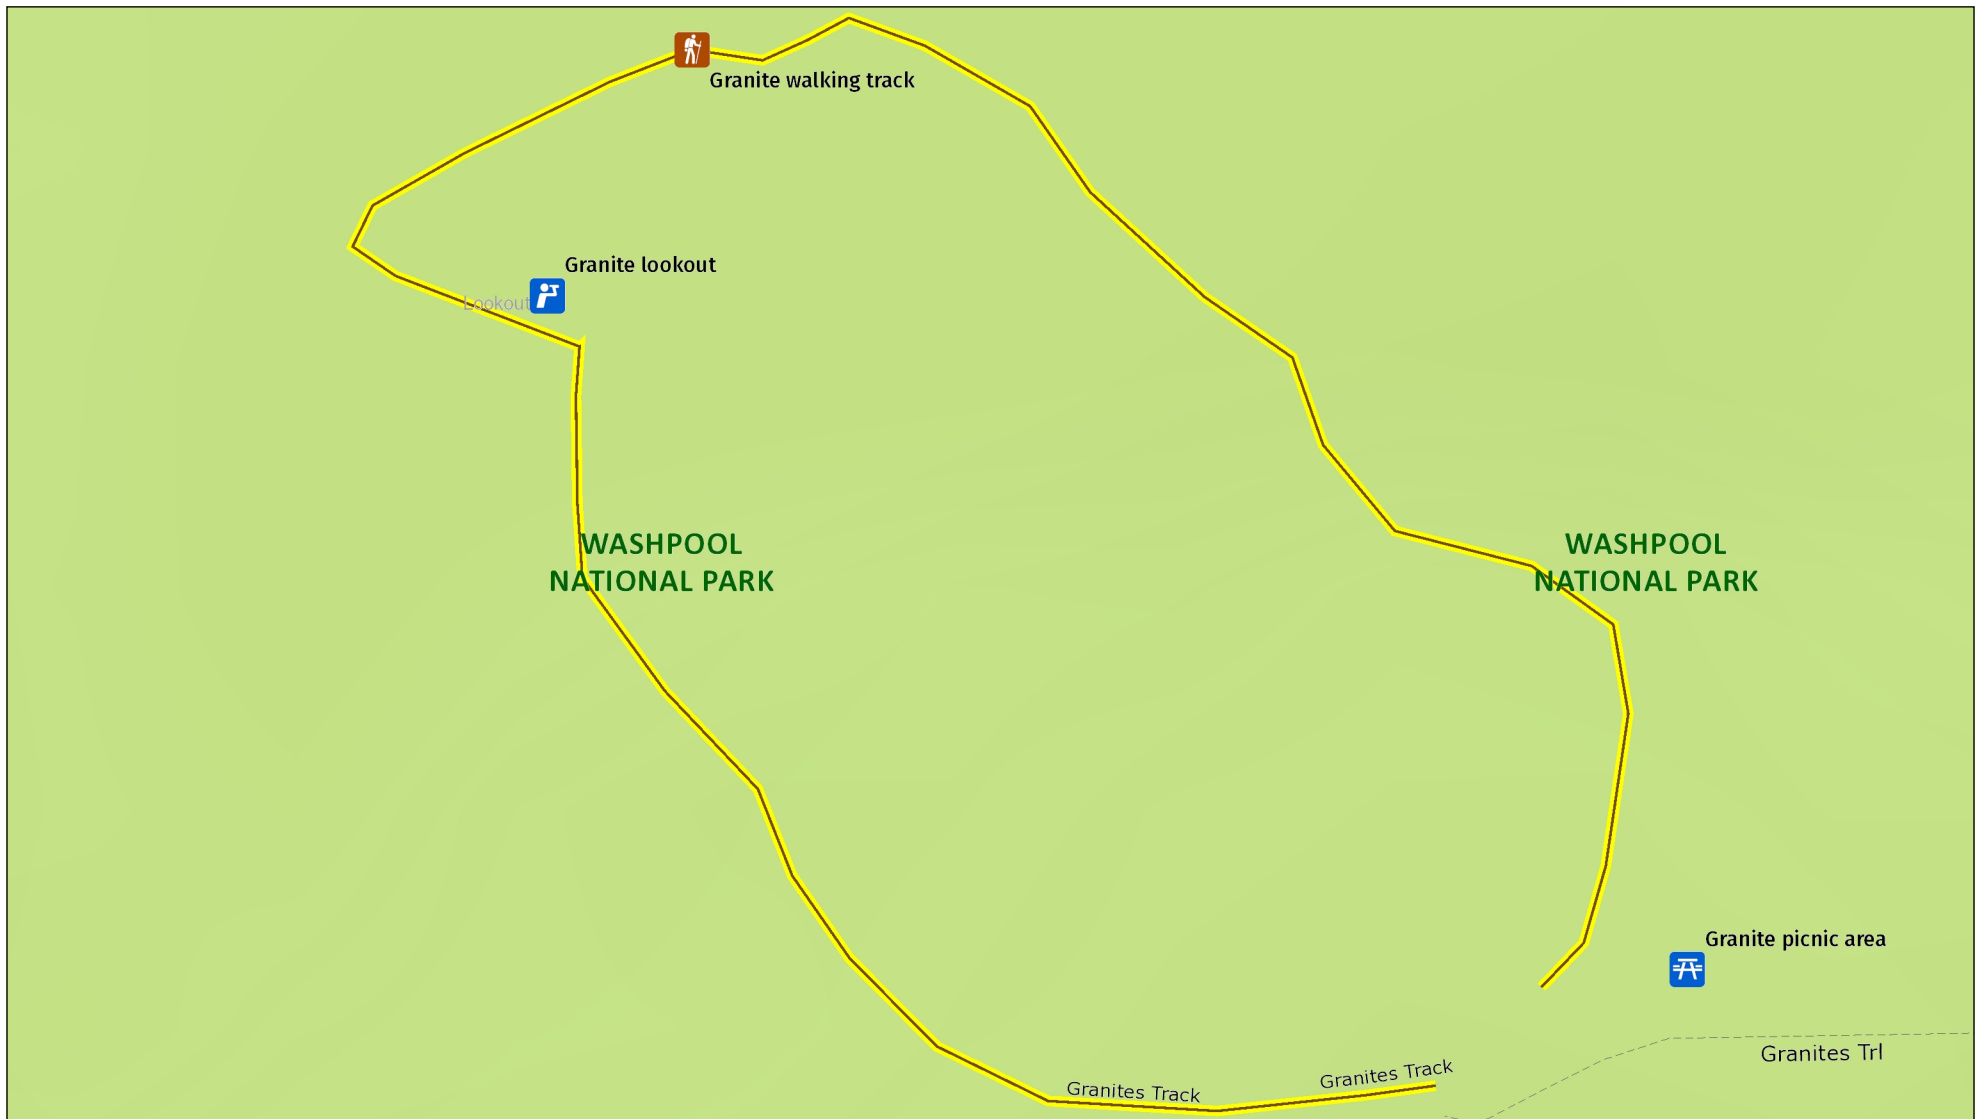 Granite walking track
Granite lookout
Lookout
WASHPOOL
NATIONAL PARK
WASHPOOL
NATIONAL PARK
Granite picnic area
Granites Trl
Granites Track
Granites Track